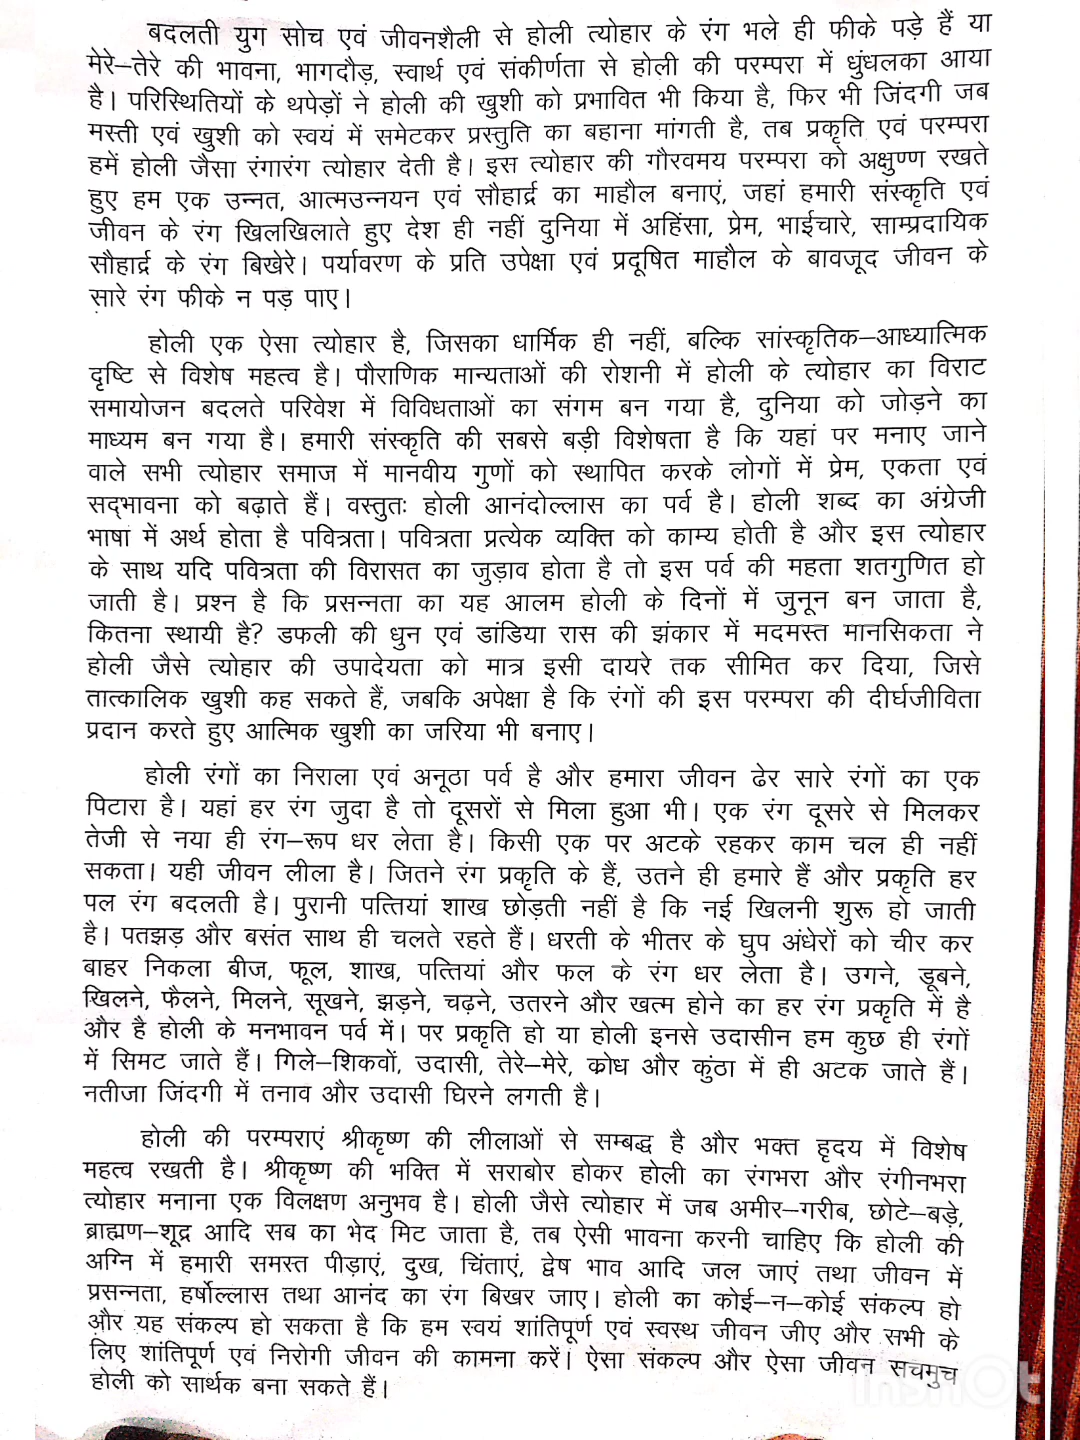 बदलती युग सोच एवं जीवनशैली से होली त्योहार के रंग भले ही फीके पड़े हैं या
मेरे–तेरे की भावना, भागदौड़, स्वार्थ एवं संकीर्णता से होली की परम्परा में धुंधलका आया
है। परिस्थितियों के थपेड़ों ने होली की खुशी को प्रभावित भी किया है, फिर भी जिंदगी जब
मस्ती एवं खुशी को स्वयं में समेटकर प्रस्तुति का बहाना मांगती है, तब प्रकृति एवं परम्परा
हमें होली जैसा रंगारंग त्योहार देती है। इस त्योहार की गौरवमय परम्परा को अक्षुण्ण रखते
हुए हम एक उन्नत, आत्मउन्नयन एवं सौहार्द्र का माहौल बनाएं, जहां हमारी संस्कृति एवं
जीवन के रंग खिलखिलाते हुए देश ही नहीं दुनिया में अहिंसा, प्रेम, भाईचारे, साम्प्रदायिक
सौहार्द्र के रंग बिखेरे। पर्यावरण के प्रति उपेक्षा एवं प्रदूषित माहौल के बावजूद जीवन के
सारे रंग फीके न पड़ पाए।
होली एक ऐसा त्योहार है, जिसका धार्मिक ही नहीं, बल्कि सांस्कृतिक–आध्यात्मिक
दृष्टि से विशेष महत्व है। पौराणिक मान्यताओं की रोशनी में होली के त्योहार का विराट
समायोजन बदलते परिवेश में विविधताओं का संगम बन गया है, दुनिया को जोड़ने का
माध्यम बन गया है। हमारी संस्कृति की सबसे बड़ी विशेषता है कि यहां पर मनाए जाने
वाले सभी त्योहार समाज में मानवीय गुणों को स्थापित करके लोगों में प्रेम, एकता एवं
सद्भावना को बढ़ाते हैं। वस्तुतः होली आनंदोल्लास का पर्व है। होली शब्द का अंग्रेजी
भाषा में अर्थ होता है पवित्रता। पवित्रता प्रत्येक व्यक्ति को काम्य होती है और इस त्योहार
के साथ यदि पवित्रता की विरासत का जुड़ाव होता है तो इस पर्व की महता शतगुणित हो
जाती है। प्रश्न है कि प्रसन्नता का यह आलम होली के दिनों में जुनून बन जाता है,
कितना स्थायी है? डफली की धुन एवं डांडिया रास की झंकार में मदमस्त मानसिकता ने
होली जैसे त्योहार की उपादेयता को मात्र इसी दायरे तक सीमित कर दिया, जिसे
तात्कालिक खुशी कह सकते हैं, जबकि अपेक्षा है कि रंगों की इस परम्परा की दीर्घजीविता
प्रदान करते हुए आत्मिक खुशी का जरिया भी बनाए।
होली रंगों का निराला एवं अनूठा पर्व है और हमारा जीवन ढेर सारे रंगों का एक
पिटारा है। यहां हर रंग जुदा है तो दूसरों से मिला हुआ भी। एक रंग दूसरे से मिलकर
तेजी से नया ही रंग–रूप धर लेता है। किसी एक पर अटके रहकर काम चल ही नहीं
सकता। यही जीवन लीला है। जितने रंग प्रकृति के हैं, उतने ही हमारे हैं और प्रकृति हर
पल रंग बदलती है। पुरानी पत्तियां शाख छोड़ती नहीं है कि नई खिलनी शुरू हो जाती
है। पतझड़ और बसंत साथ ही चलते रहते हैं। धरती के भीतर के घुप अंधेरों को चीर कर
बाहर निकला बीज, फूल, शाख, पत्तियां और फल के रंग धर लेता है। उगने, डूबने,
खिलने, फैलने, मिलने, सूखने, झड़ने, चढ़ने, उतरने और खत्म होने का हर रंग प्रकृति में है
और है होली के मनभावन पर्व में। पर प्रकृति हो या होली इनसे उदासीन हम कुछ ही रंगों
में सिमट जाते हैं। गिले–शिकवों, उदासी, तेरे–मेरे, क्रोध और कुंठा में ही अटक जाते हैं।
नतीजा जिंदगी में तनाव और उदासी घिरने लगती है।
होली की परम्पराएं श्रीकृष्ण की लीलाओं से सम्बद्ध है और भक्त हृदय में विशेष
महत्व रखती है। श्रीकृष्ण की भक्ति में सराबोर होकर होली का रंगभरा और रंगीनभरा
त्योहार मनाना एक विलक्षण अनुभव है। होली जैसे त्योहार में जब अमीर–गरीब, छोटे–बड़े,
ब्राह्मण–शूद्र आदि सब का भेद मिट जाता है, तब ऐसी भावना करनी चाहिए कि होली की
अग्नि में हमारी समस्त पीड़ाएं, दुख, चिंताएं, द्वेष भाव आदि जल जाएं तथा जीवन में
प्रसन्नता, हर्षोल्लास तथा आनंद का रंग बिखर जाए। होली का कोई–न–कोई संकल्प हो
और यह संकल्प हो सकता है कि हम स्वयं शांतिपूर्ण एवं स्वस्थ जीवन जीए और सभी के
लिए शांतिपूर्ण एवं निरोगी जीवन की कामना करें। ऐसा संकल्प और ऐसा जीवन सचमुच
होली को सार्थक बना सकते हैं।